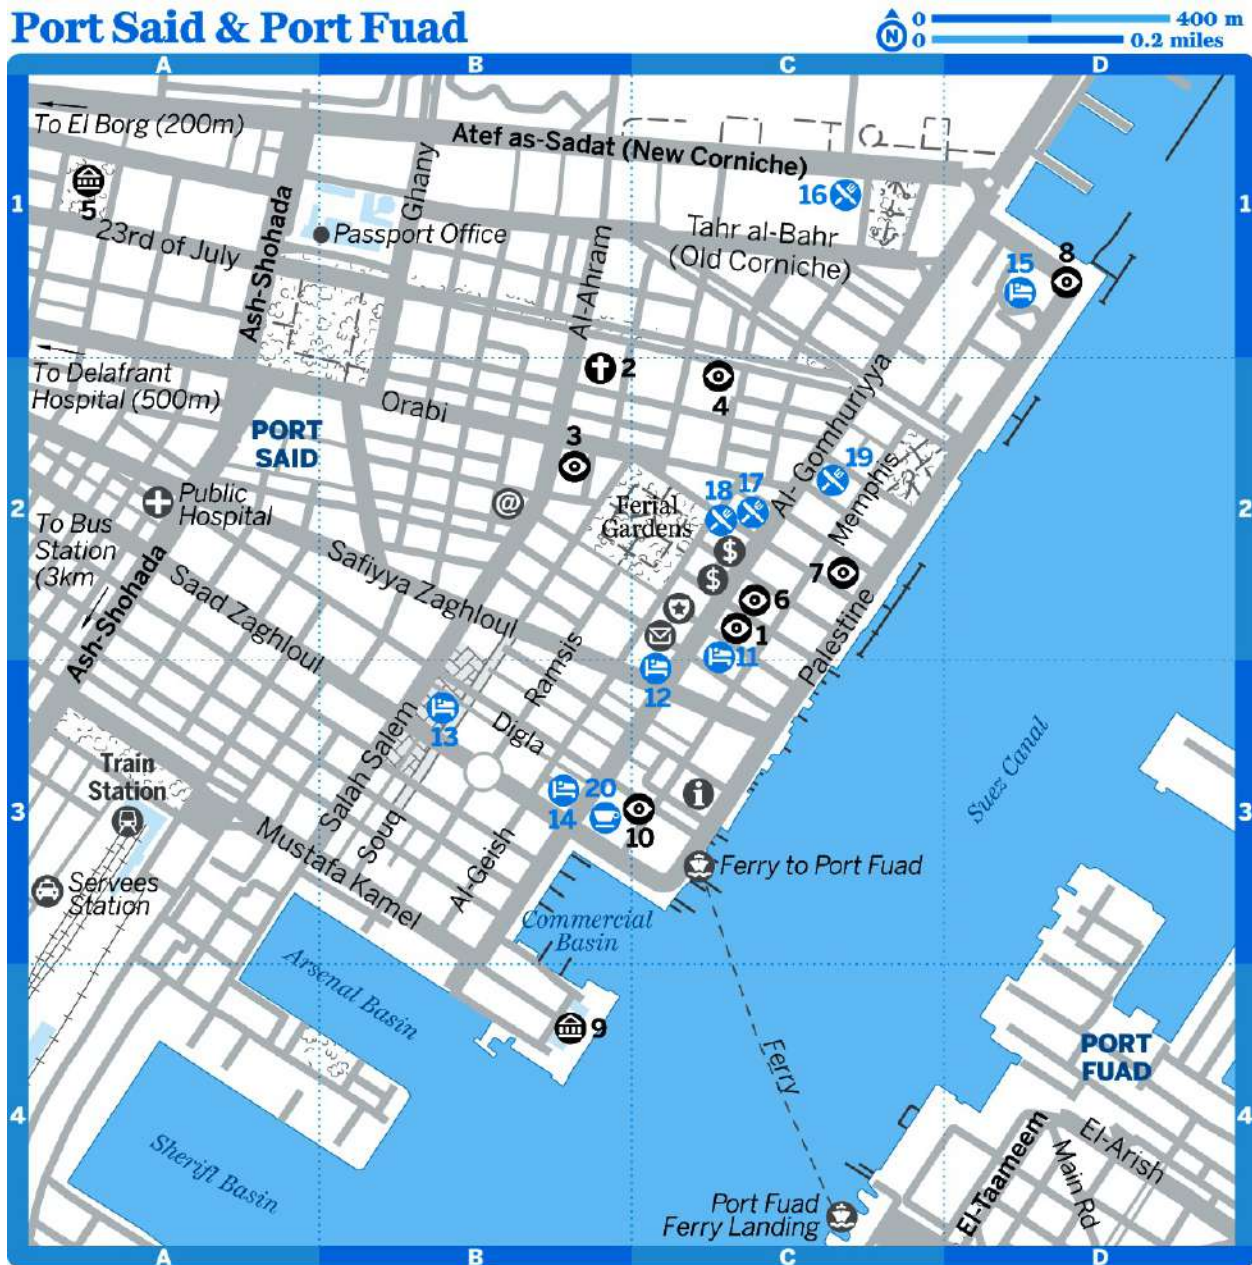 Port Said & Port Fuad
N
0 400 m
0 0.2 miles
A B C D
To El Borg (200m)
Atef as-Sadat (New Corniche)
1 1
5
16
Ghany
Ash-Shohada
23rd of July
Passport Office
Al-Ahram
Tahr al-Bahr
(Old Corniche)
15
8
To Delafrant
Hospital (500m)
2
4
Orabi
Al- Gomhuriyya
PORT
SAID
3
18 17
19
Memphis
2 2
Public
Hospital
@
Ferial
Gardens
To Bus
Station
(3km
Safiyya Zaghloul
$
$
7
6
1
Saad Zaghloul
Ash-Shohada
Ramsis
11
12
Palestine
13
Digla
Suez Canal
Train
Station
Salah Salem
Souq
14
20
10
i
3 3
Mustafa Kamel
Al-Geish
Ferry to Port Fuad
Servees
Station
Commercial
Basin
Arsenal Basin
9
Ferry
PORT
FUAD
4 4
Sherifl Basin
El-Taameem
Main Rd
El-Arish
Port Fuad
Ferry Landing
A B C D